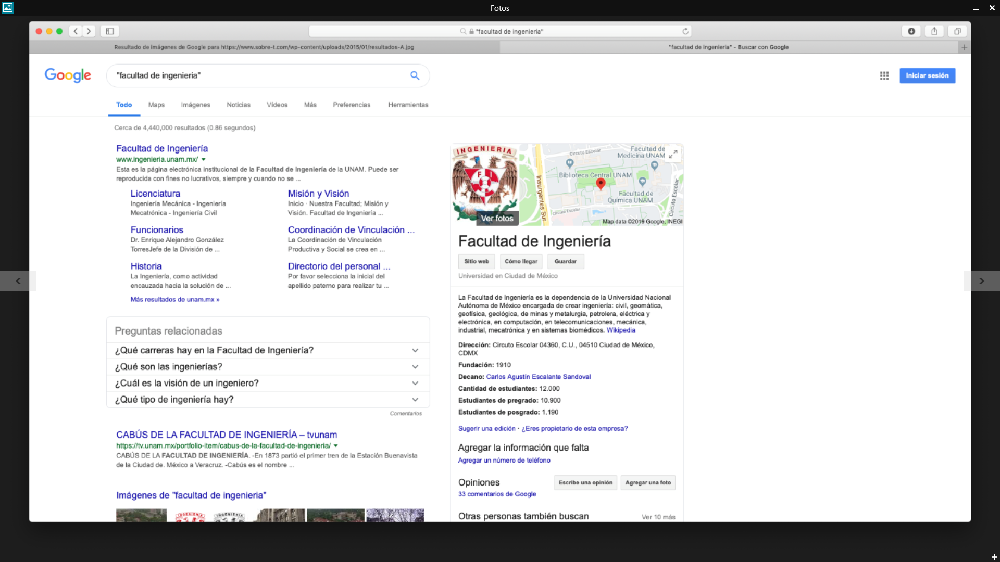 Fotos
"facultad de ingenieria"
Resultado de imágenes de Google para https://www.sobre-t.com/wp-content/uploads/2015/01/resultados-A.jpg
"facultad de ingenieria" - Buscar con Google
Google
"facultad de ingenieria"
Iniciar sesión
Todo Maps Imágenes Noticias Vídeos Más Preferencias Herramientas
Cerca de 4,440,000 resultados (0.86 segundos)
Facultad de Ingeniería
www.ingenieria.unam.mx/
Esta es la página electrónica institucional de la Facultad de Ingeniería de la UNAM. Puede ser
reproducida con fines no lucrativos, siempre y cuando no se ...
Licenciatura
Ingeniería Mecánica - Ingeniería
Mecatrónica - Ingeniería Civil
Misión y Visión
Inicio · Nuestra Facultad; Misión y
Visión. Facultad de Ingeniería ...
Funcionarios
Dr. Enrique Alejandro González
TorresJefe de la División de ...
Coordinación de Vinculación ...
La Coordinación de Vinculación
Productiva y Social se crea en ...
Historia
La Ingeniería, como actividad
encauzada hacia la solución de ...
Directorio del personal ...
Por favor selecciona la inicial del
apellido paterno para realizar tu ...
Más resultados de unam.mx »
Preguntas relacionadas
¿Qué carreras hay en la Facultad de Ingeniería?
¿Qué son las ingenierías?
¿Cuál es la visión de un ingeniero?
¿Qué tipo de ingeniería hay?
Comentarios
CABÚS DE LA FACULTAD DE INGENIERÍA – tvunam
https://tv.unam.mx/portfolio-item/cabus-de-la-facultad-de-ingenieria/
CABÚS DE LA FACULTAD DE INGENIERÍA. -En 1873 partió el primer tren de la Estación Buenavista
de la Ciudad de. México a Veracruz. -Cabús es el nombre ...
Imágenes de "facultad de ingenieria"
INGENIERIA
INGENIERIA
INGENIERIA
F I
Ver fotos
Circuito Escolar
Facultad de
Medicina UNAM
Biblioteca Central UNAM
Insurgentes Sur
Facultad de
Química UNAM
Circuito Escolar
Circuito Escolar
Map data ©2019 Google, INEGI
Facultad de Ingeniería
Sitio web
Cómo llegar
Guardar
Universidad en Ciudad de México
La Facultad de Ingeniería es la dependencia de la Universidad Nacional
Autónoma de México encargada de crear ingeniería: civil, geomática,
geofísica, geológica, de minas y metalurgia, petrolera, eléctrica y
electrónica, en computación, en telecomunicaciones, mecánica,
industrial, mecatrónica y en sistemas biomédicos. Wikipedia
Dirección: Circuito Escolar 04360, C.U., 04510 Ciudad de México,
CDMX
Fundación: 1910
Decano: Carlos Agustín Escalante Sandoval
Cantidad de estudiantes: 12.000
Estudiantes de pregrado: 10.900
Estudiantes de posgrado: 1.190
Sugerir una edición · ¿Eres propietario de esta empresa?
Agregar la información que falta
Agregar un número de teléfono
Opiniones
Escribe una opinión
Agregar una foto
33 comentarios de Google
Otras personas también buscan
Ver 10 más